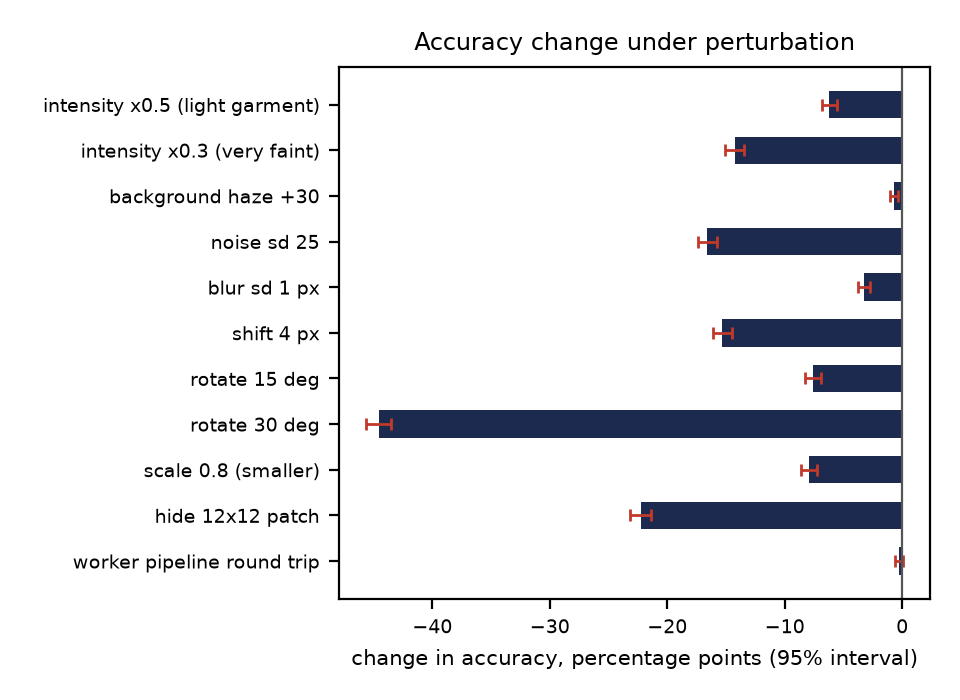 Accuracy change under perturbation
intensity x0.5 (light garment)
intensity x0.3 (very faint)
background haze +30
noise sd 25
blur sd 1 px
shift 4 px
rotate 15 deg
rotate 30 deg
scale 0.8 (smaller)
hide 12x12 patch
worker pipeline round trip
−40 −30 −20 −10 0
change in accuracy, percentage points (95% interval)